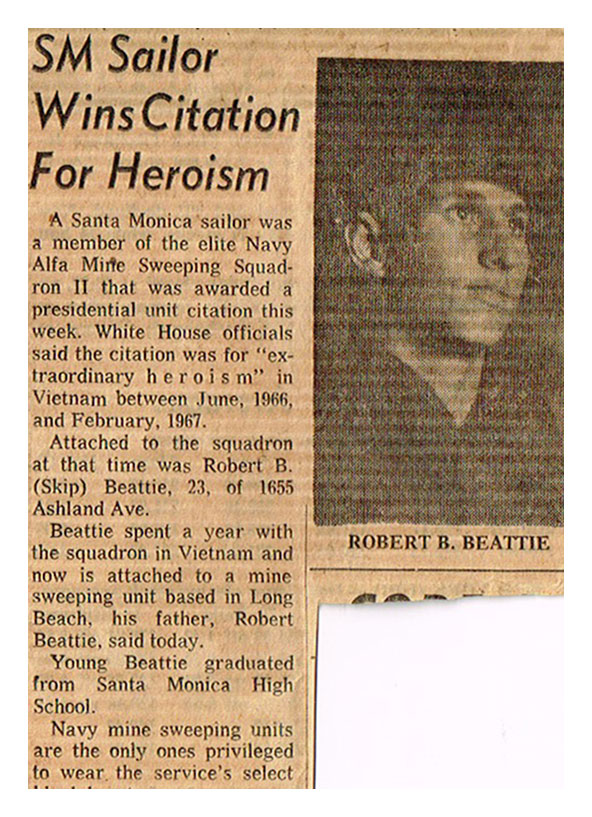 SM Sailor
Wins Citation
For Heroism
A Santa Monica sailor was
a member of the elite Navy
Alfa Mine Sweeping Squad-
ron II that was awarded a
presidential unit citation this
week. White House officials
said the citation was for "ex-
traordinary heroism" in
Vietnam between June, 1966,
and February, 1967.
Attached to the squadron
at that time was Robert B.
(Skip) Beattie, 23, of 1655
Ashland Ave.
Beattie spent a year with
the squadron in Vietnam and
now is attached to a mine
sweeping unit based in Long
Beach, his father, Robert
Beattie, said today.
Young Beattie graduated
from Santa Monica High
School.
Navy mine sweeping units
are the only ones privileged
to wear the service's select
ROBERT B. BEATTIE